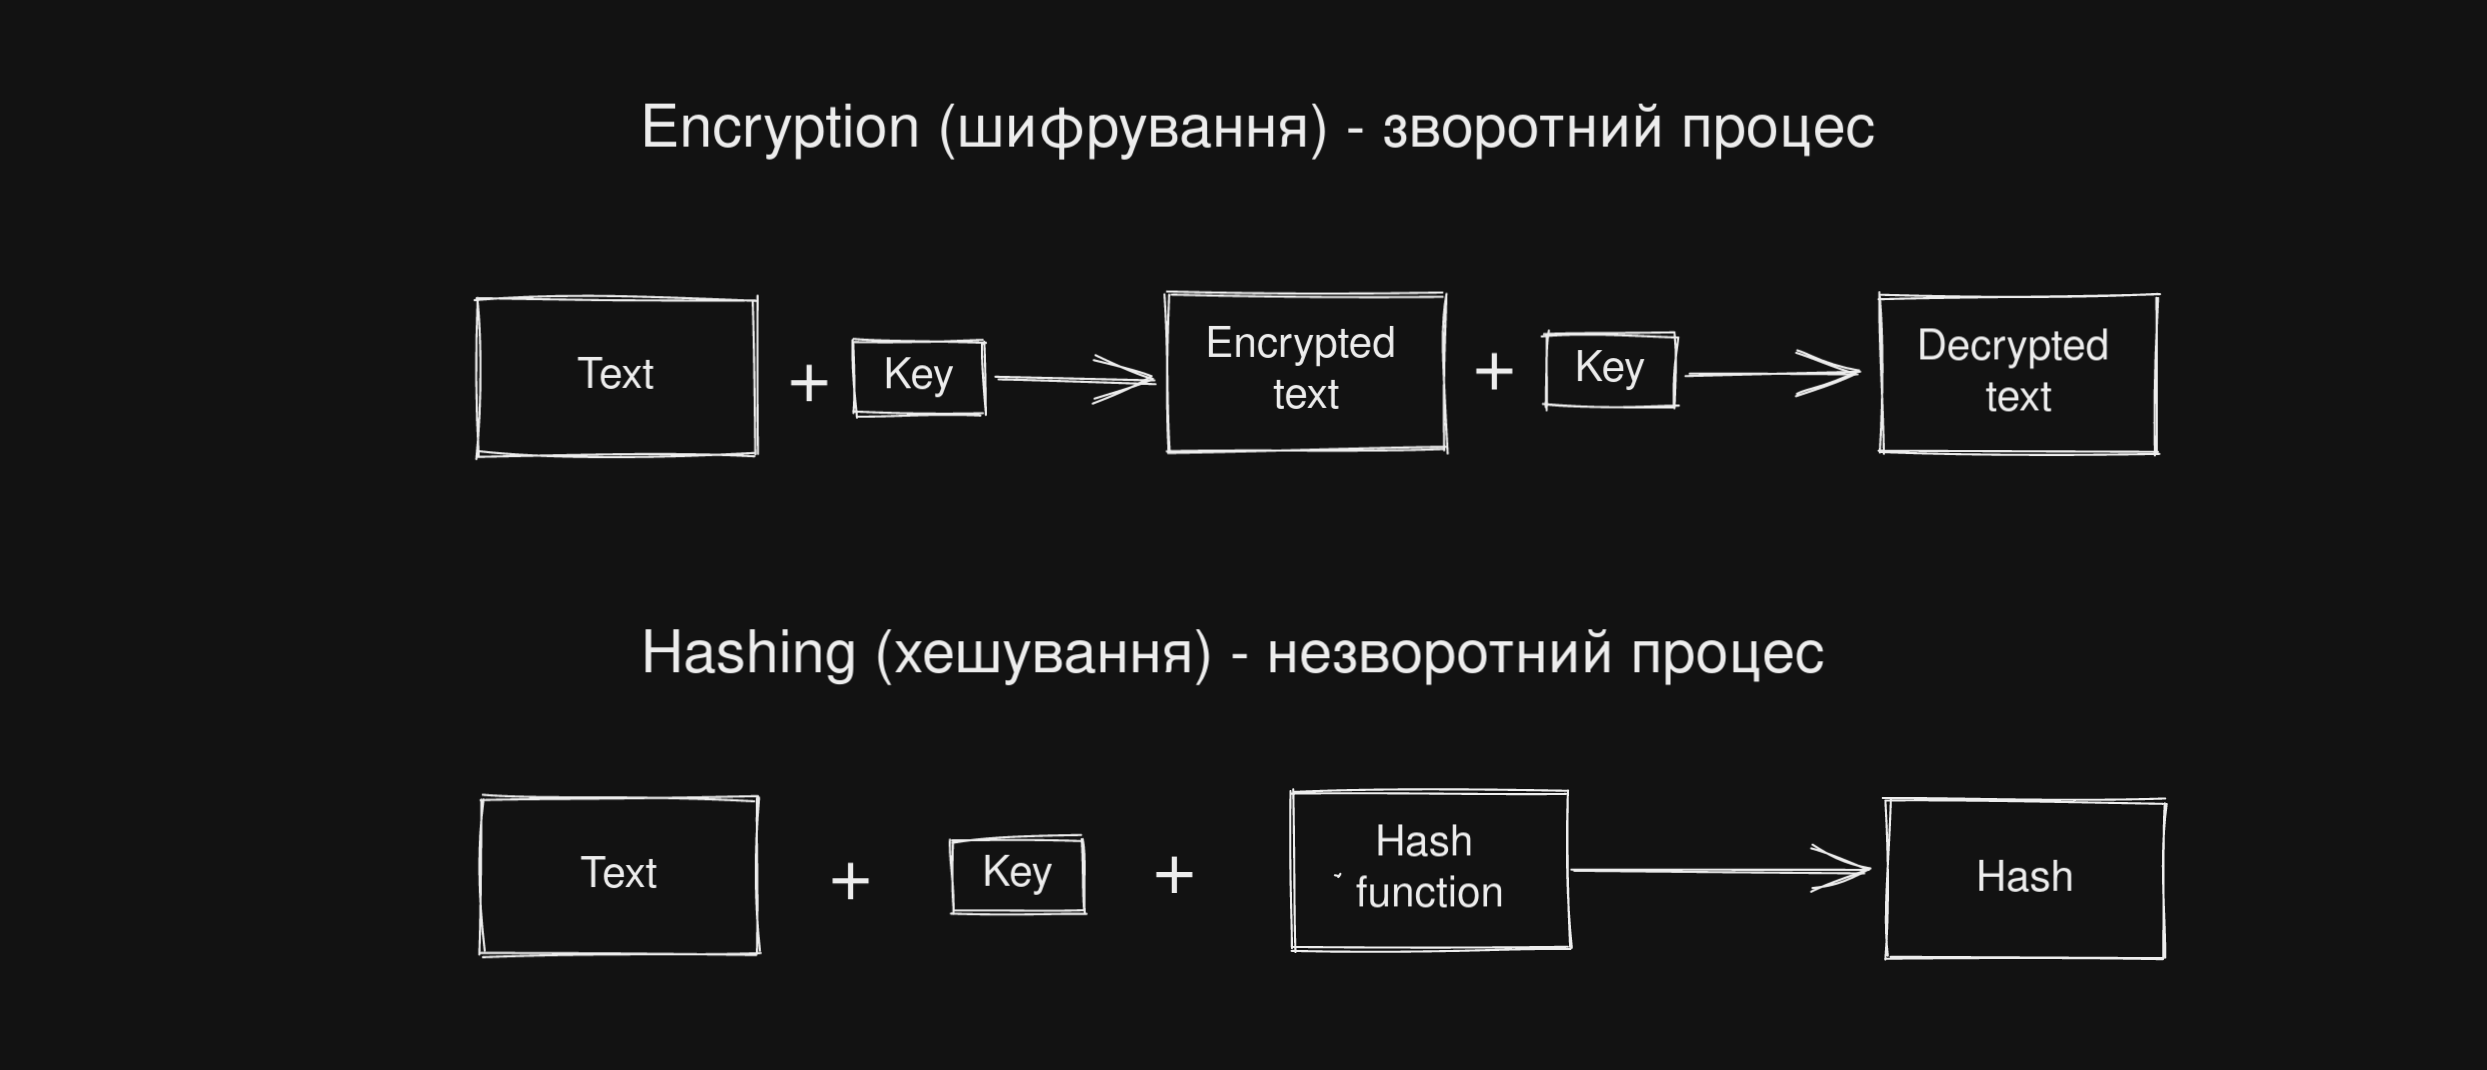 Encryption (шифрування) - зворотний процес
Text
+
Key
Encrypted
text
+
Key
Decrypted
text
Hashing (хешування) - незворотний процес
Text
+
Key
+
Hash
function
Hash